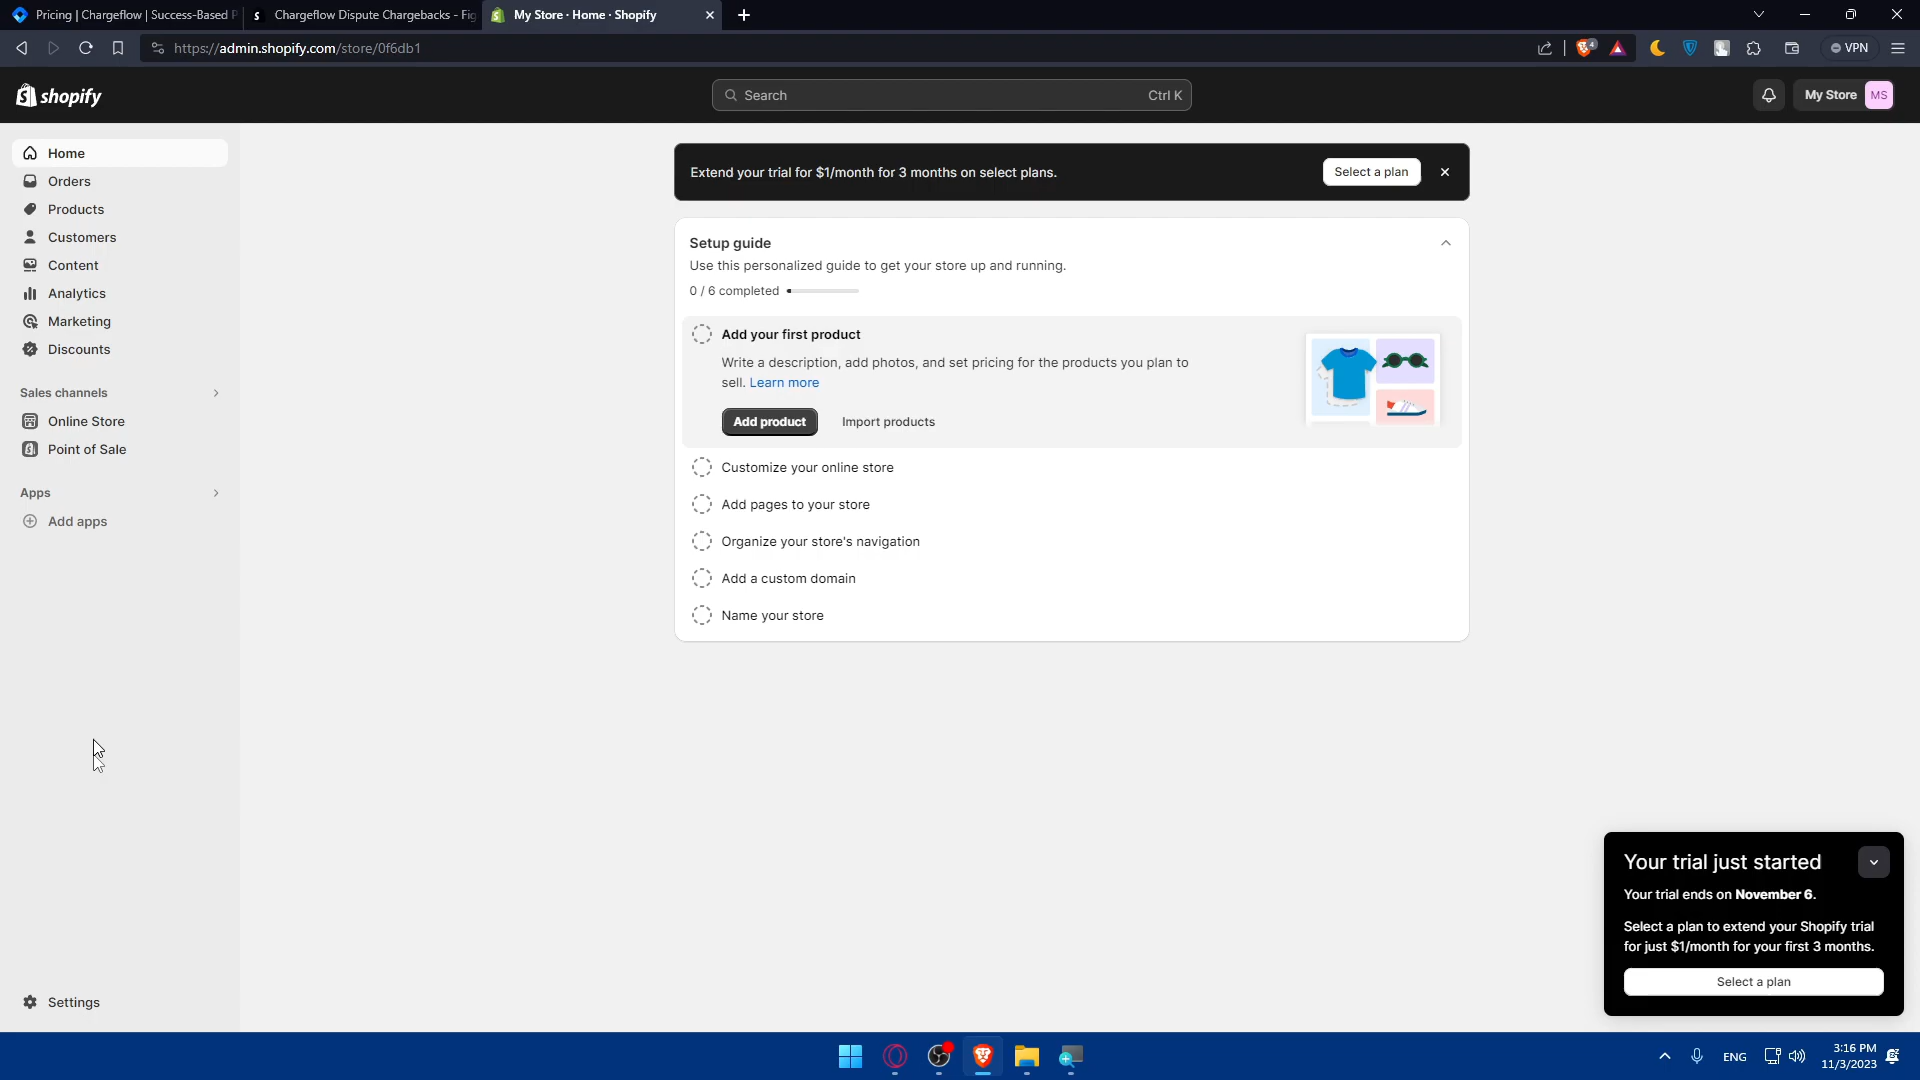 Pricing | Chargeflow | Success-Based P
Chargeflow Dispute Chargebacks - Fig
My Store · Home · Shopify
https://admin.shopify.com/store/0f6db1
4
VPN
shopify
Search
Ctrl K
My Store
MS
Home
Orders
Products
Customers
Content
Analytics
Marketing
Discounts
Sales channels
Online Store
Point of Sale
Apps
Add apps
Settings
Extend your trial for $1/month for 3 months on select plans.
Select a plan
Setup guide
Use this personalized guide to get your store up and running.
0 / 6 completed
Add your first product
Write a description, add photos, and set pricing for the products you plan to
sell. Learn more
Add product
Import products
Customize your online store
Add pages to your store
Organize your store's navigation
Add a custom domain
Name your store
Your trial just started
Your trial ends on November 6.
Select a plan to extend your Shopify trial
for just $1/month for your first 3 months.
Select a plan
ENG
3:16 PM
11/3/2023